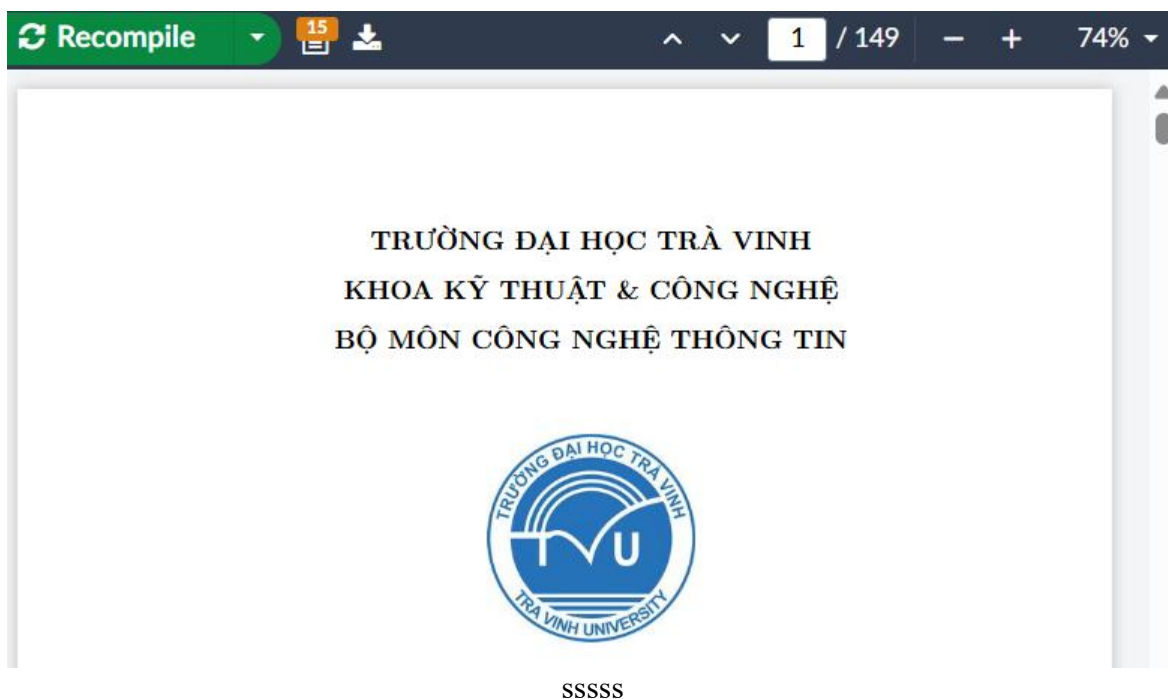 Recompile 15 1 / 149 74%
TRƯỜNG ĐẠI HỌC TRÀ VINH
KHOA KỸ THUẬT & CÔNG NGHỆ
BỘ MÔN CÔNG NGHỆ THÔNG TIN
TRƯỜNG ĐẠI HỌC TRÀ VINH
TVU
TRA VINH UNIVERSITY
sssss